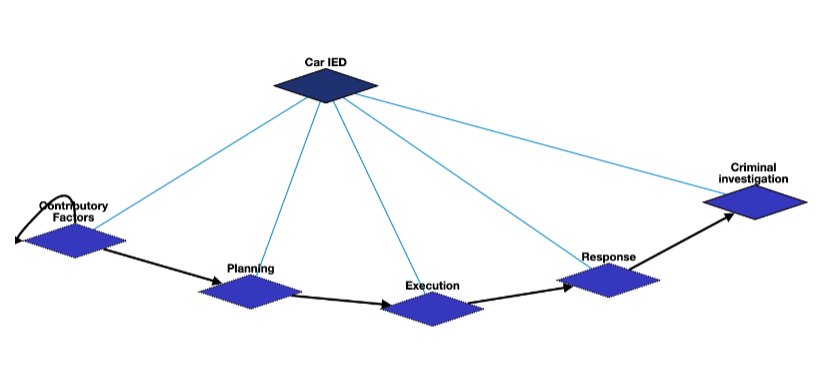 Car IED
Criminal
investigation
Contributory
Factors
Response
Planning
Execution